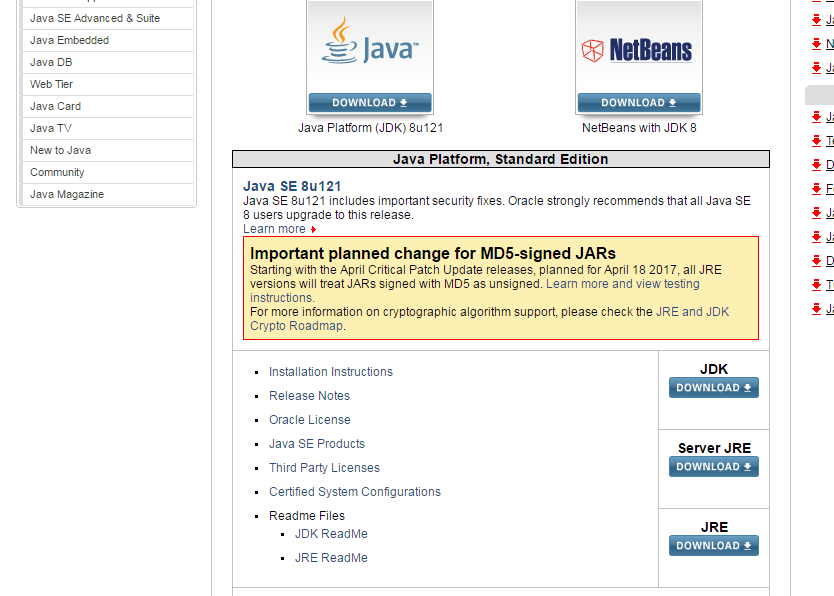 Java SE Advanced & Suite
Java Embedded
Java DB
Web Tier
Java Card
Java TV
New to Java
Community
Java Magazine
Java™
DOWNLOAD
Java Platform (JDK) 8u121
NetBeans
DOWNLOAD
NetBeans with JDK 8
Java Platform, Standard Edition
Java SE 8u121
Java SE 8u121 includes important security fixes. Oracle strongly recommends that all Java SE
8 users upgrade to this release.
Learn more
Important planned change for MD5-signed JARs
Starting with the April Critical Patch Update releases, planned for April 18 2017, all JRE
versions will treat JARs signed with MD5 as unsigned. Learn more and view testing
instructions.
For more information on cryptographic algorithm support, please check the JRE and JDK
Crypto Roadmap.
Installation Instructions
Release Notes
Oracle License
Java SE Products
Third Party Licenses
Certified System Configurations
Readme Files
JDK ReadMe
JRE ReadMe
JDK
DOWNLOAD
Server JRE
DOWNLOAD
JRE
DOWNLOAD